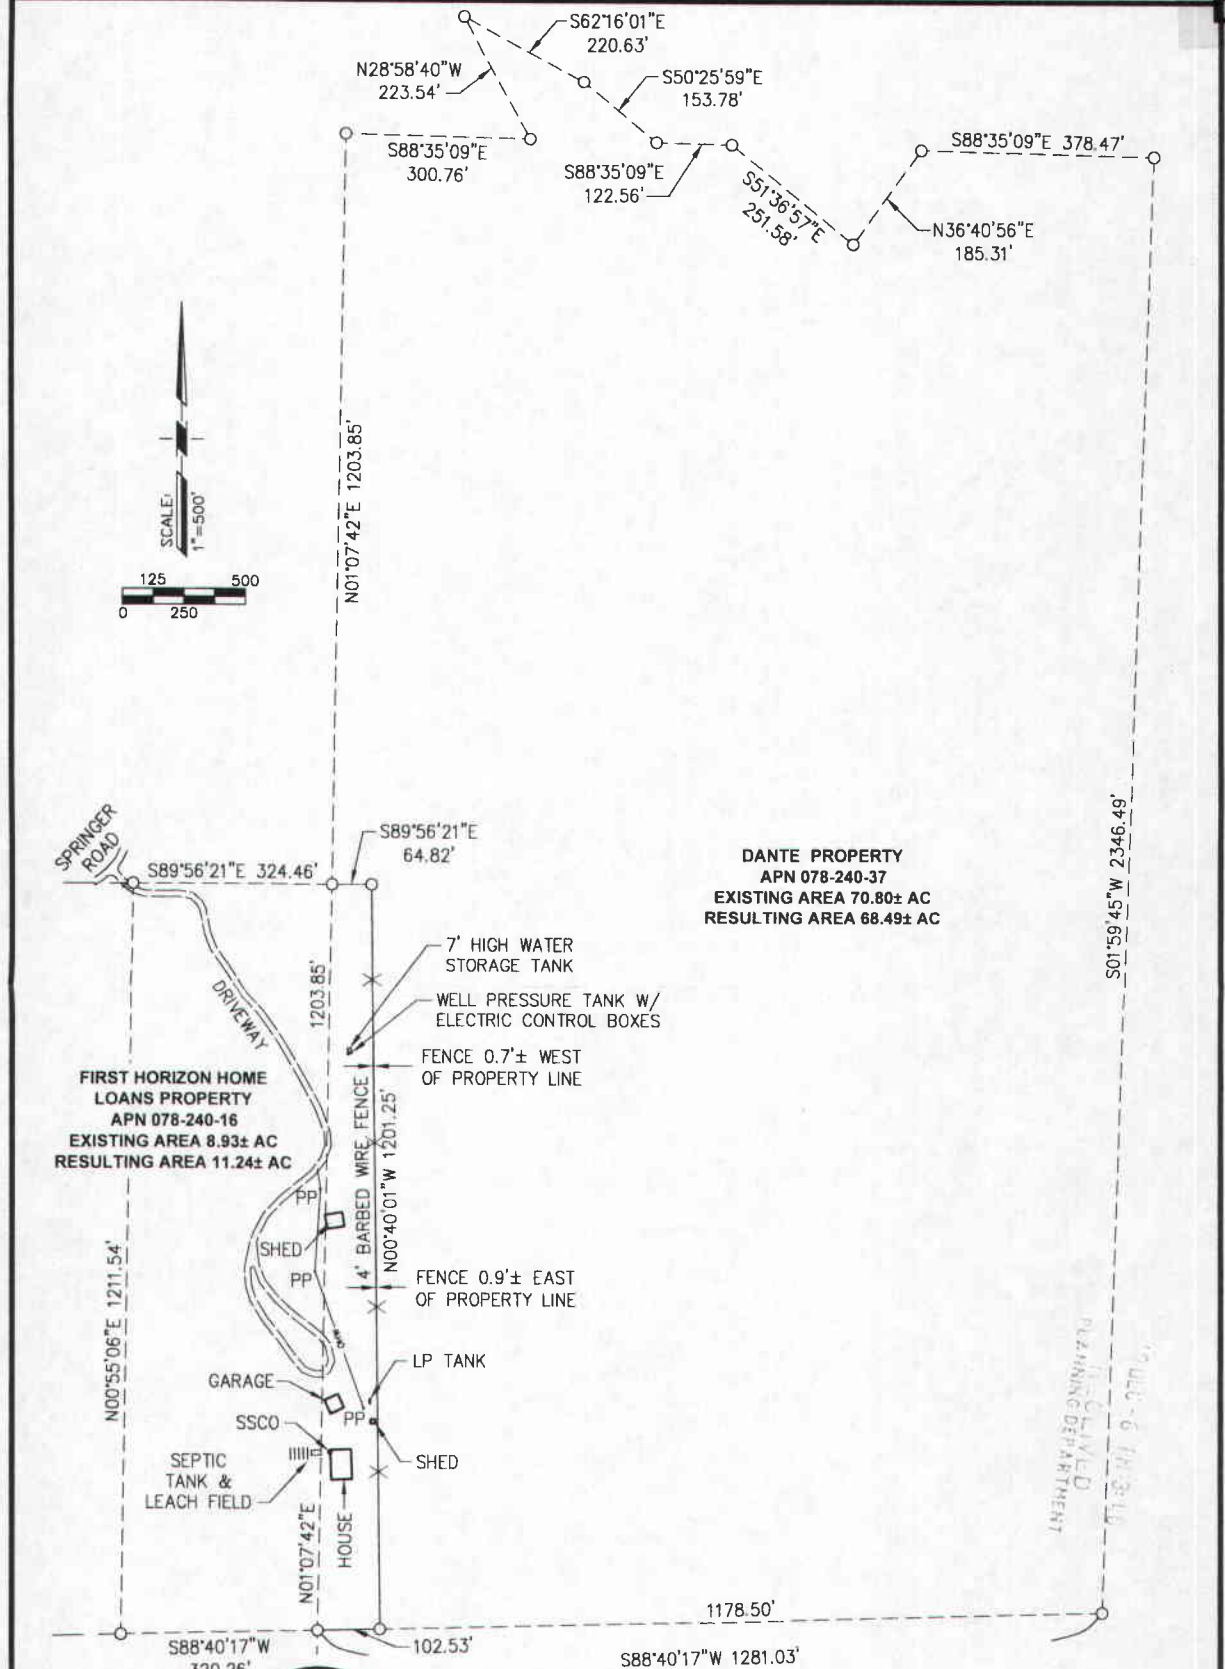 S62°16'01"E
220.63'
N28°58'40"W
223.54'
S50°25'59"E
153.78'
S88°35'09"E
300.76'
S88°35'09"E
122.56'
S51°36'57"E
251.58'
S88°35'09"E 378.47'
N36°40'56"E
185.31'
SCALE:
1"=500'
125 500
0 250
N01°07'42"E 1203.85'
SPRINGER
ROAD
S89°56'21"E 324.46'
S89°56'21"E
64.82'
DANTE PROPERTY
APN 078-240-37
EXISTING AREA 70.80± AC
RESULTING AREA 68.49± AC
S01°59'45"W 2346.49'
7' HIGH WATER
STORAGE TANK
WELL PRESSURE TANK W/
ELECTRIC CONTROL BOXES
DRIVEWAY
1203.85'
FENCE 0.7'± WEST
OF PROPERTY LINE
FIRST HORIZON HOME
LOANS PROPERTY
APN 078-240-16
EXISTING AREA 8.93± AC
RESULTING AREA 11.24± AC
4' BARBED WIRE FENCE
N00°40'01"W 1201.25'
PP
SHED
PP
FENCE 0.9'± EAST
OF PROPERTY LINE
N00°55'06"E 1211.54'
LP TANK
GARAGE
PP
SSCO
SHED
SEPTIC
TANK &
LEACH FIELD
N01°07'42"E
HOUSE
RECEIVED
PLANNING DEPARTMENT
1178.50'
S88°40'17"W
102.53'
S88°40'17"W 1281.03'